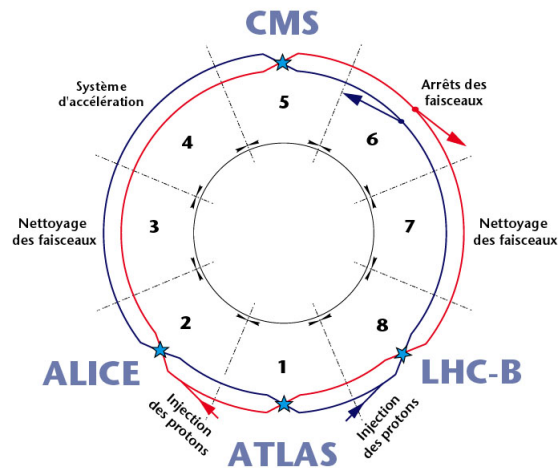 CMS
Système
d'accélération
Arrêts des
faisceaux
5
4
6
Nettoyage
des faisceaux
3
7
Nettoyage
des faisceaux
2
8
ALICE
1
LHC-B
Injection
des protons
ATLAS
Injection
des protons